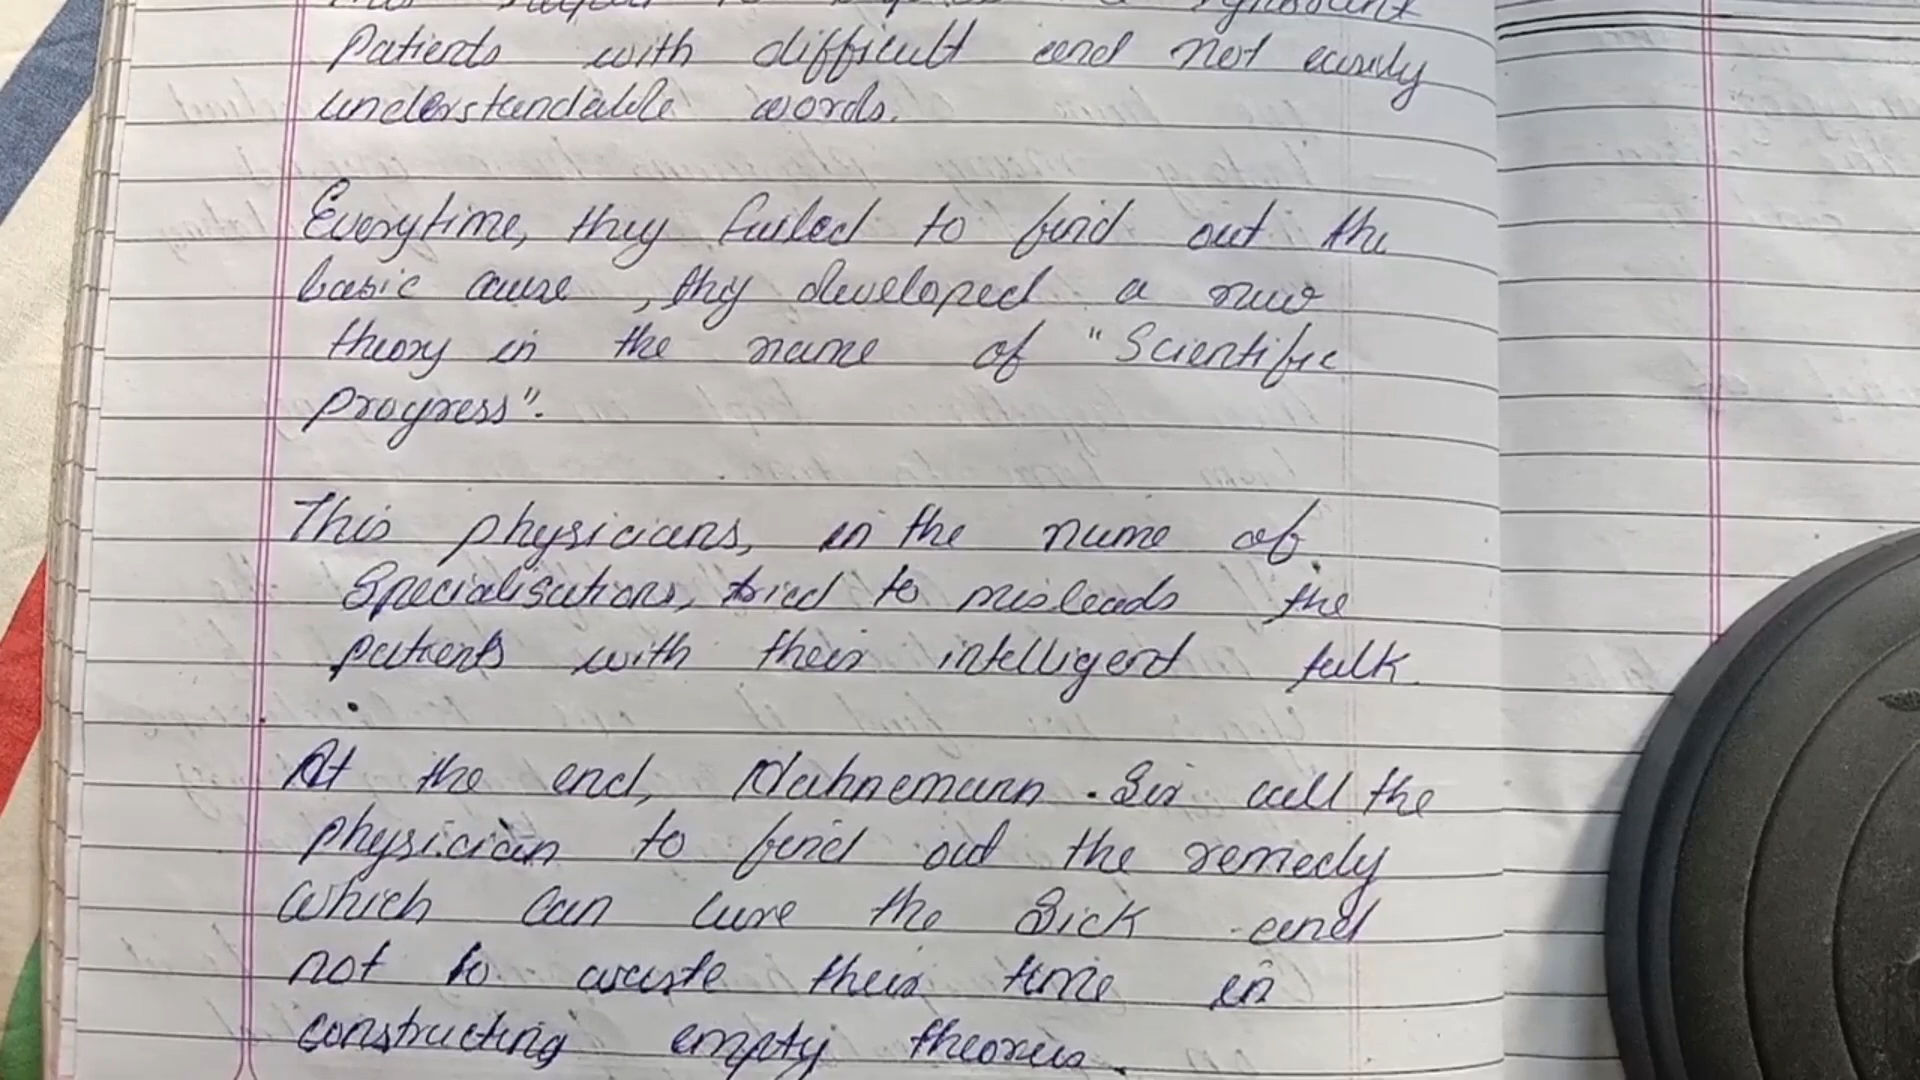 ignorant
Patients with difficult and not easily
understandable words.
Everytime, they failed to find out the
basic cause, they developed a new
theory in the name of "Scientific
progress".
This physicians, in the name of
Specialisations, tried to misleads the
patients with their intelligent talk.
At the end, Hahnemann Sir call the
physician to find out the remedy
which can cure the Sick and
not to waste their time in
constructing empty theories.